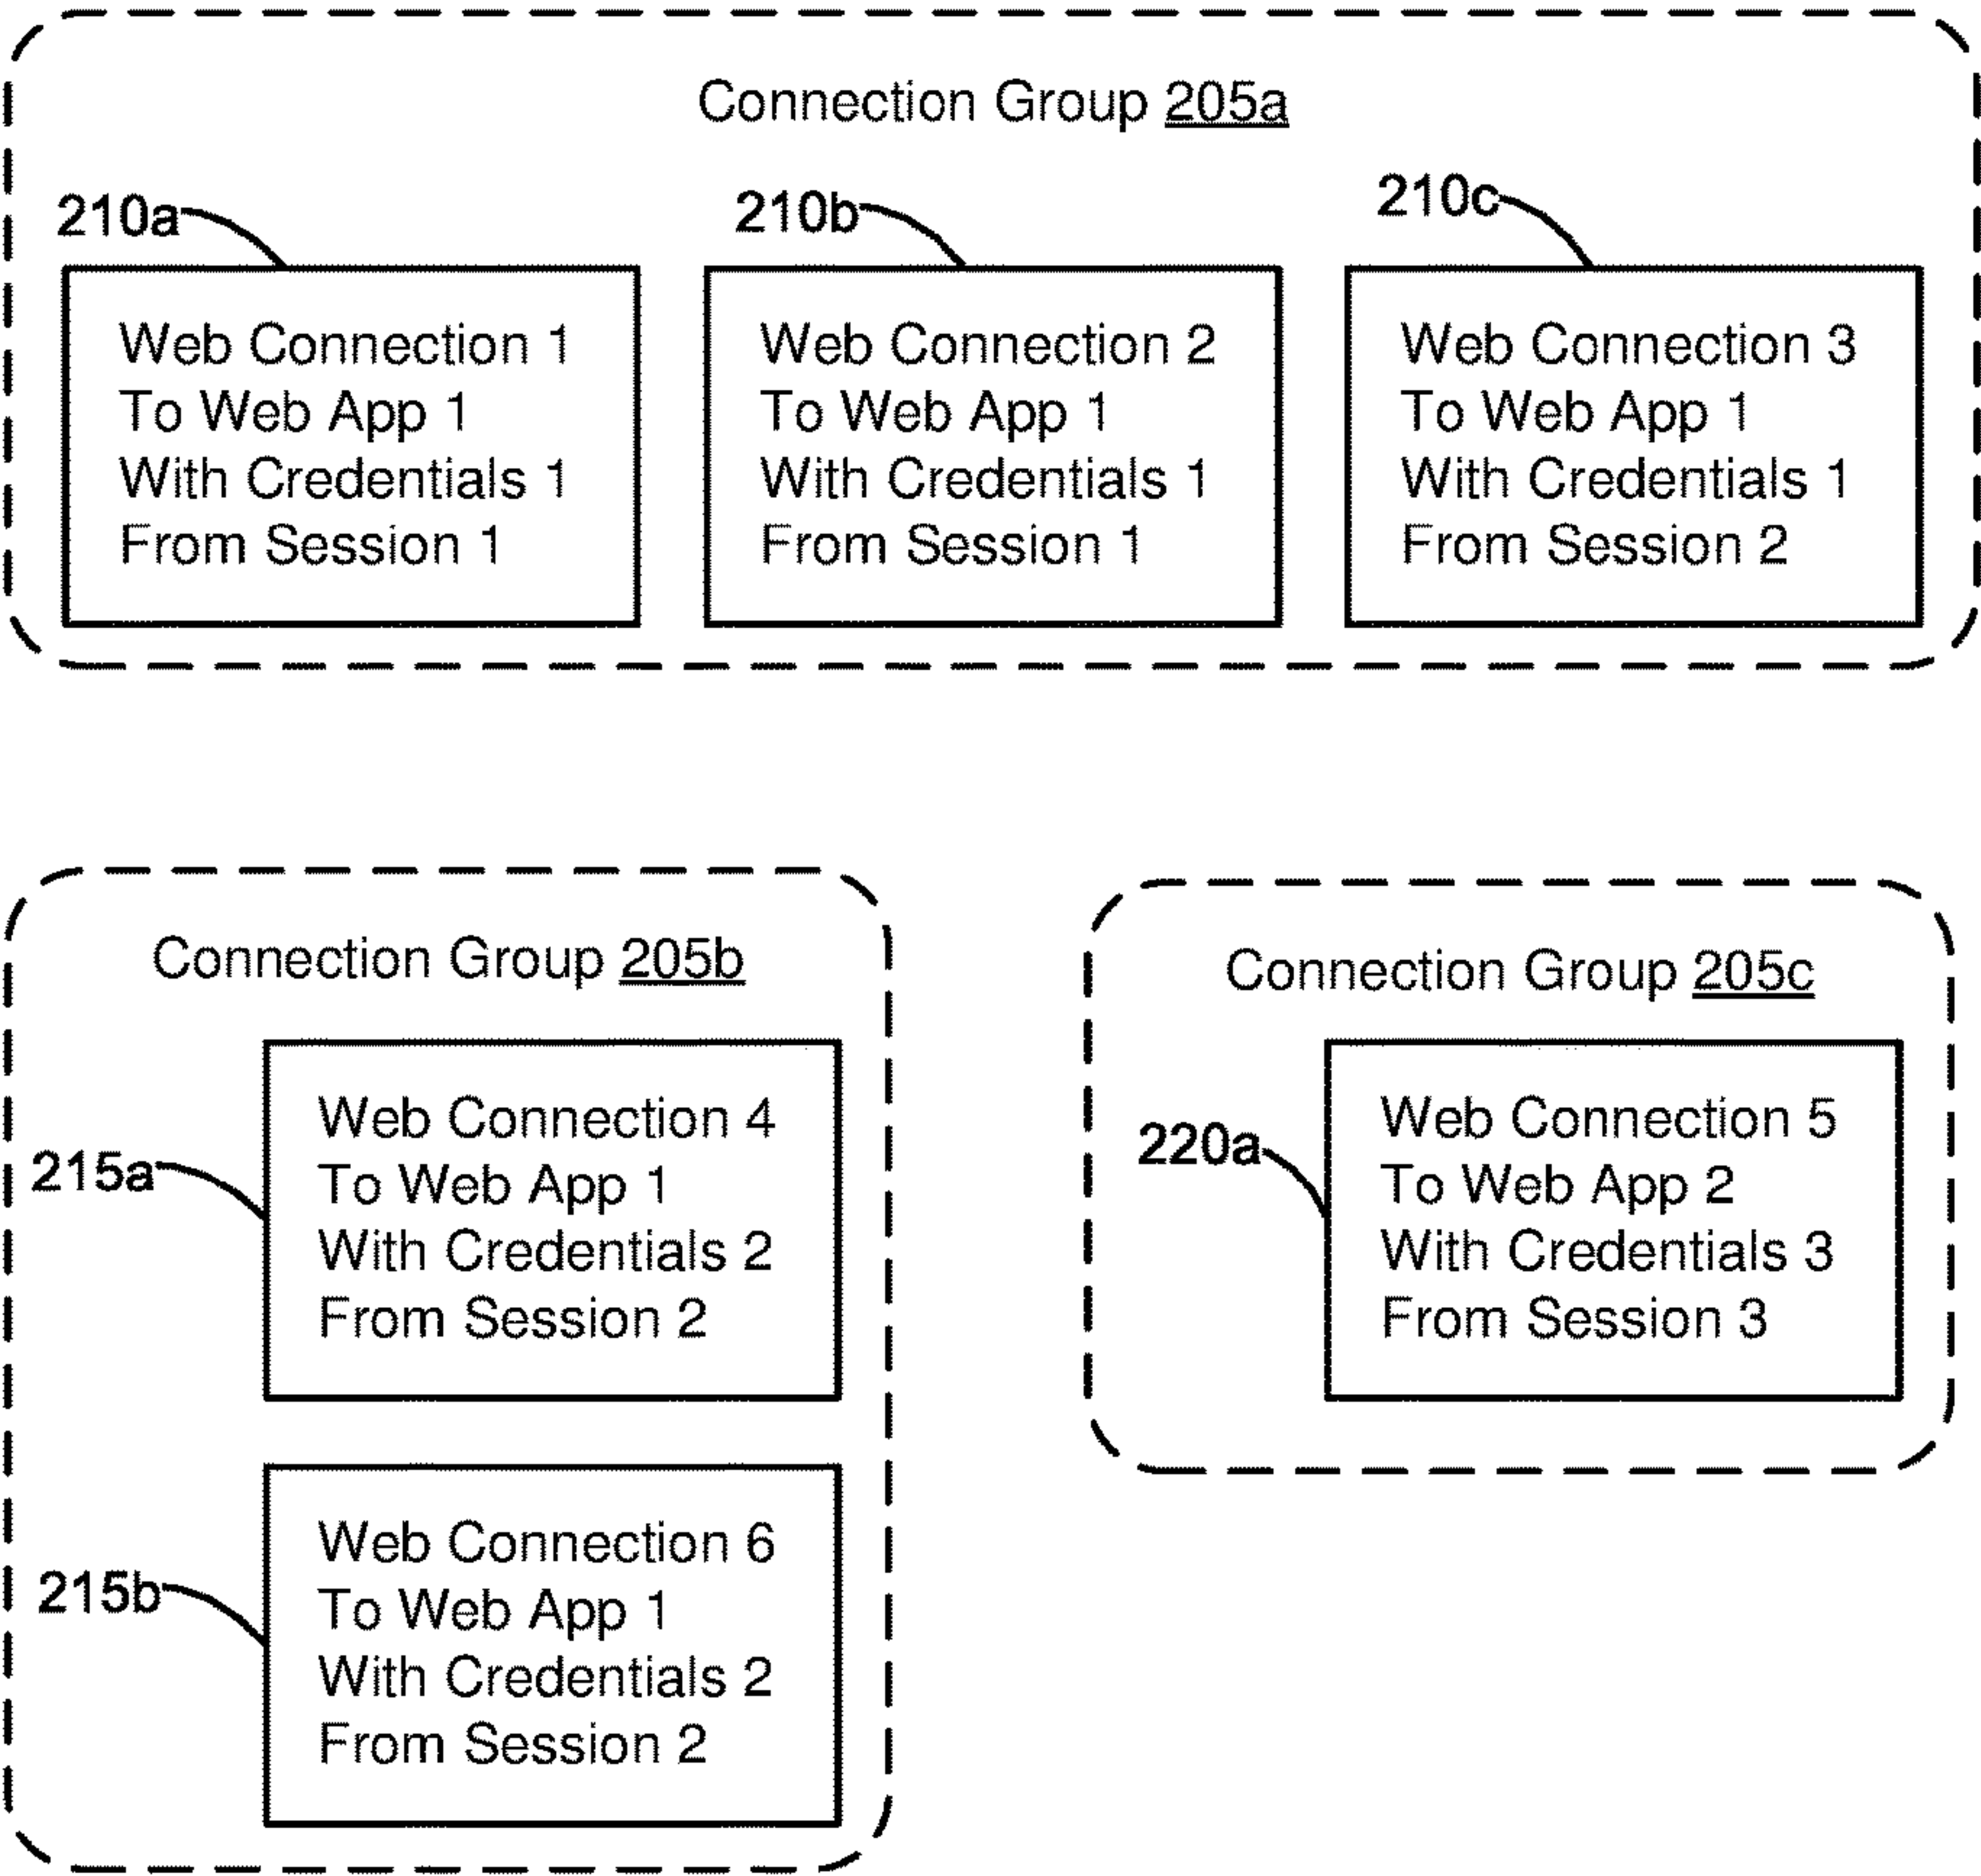 Connection Group 205a
210a
210b
210c
Web Connection 1
To Web App 1
With Credentials 1
From Session 1
Web Connection 2
To Web App 1
With Credentials 1
From Session 1
Web Connection 3
To Web App 1
With Credentials 1
From Session 2
Connection Group 205b
215a
Web Connection 4
To Web App 1
With Credentials 2
From Session 2
215b
Web Connection 6
To Web App 1
With Credentials 2
From Session 2
Connection Group 205c
220a
Web Connection 5
To Web App 2
With Credentials 3
From Session 3